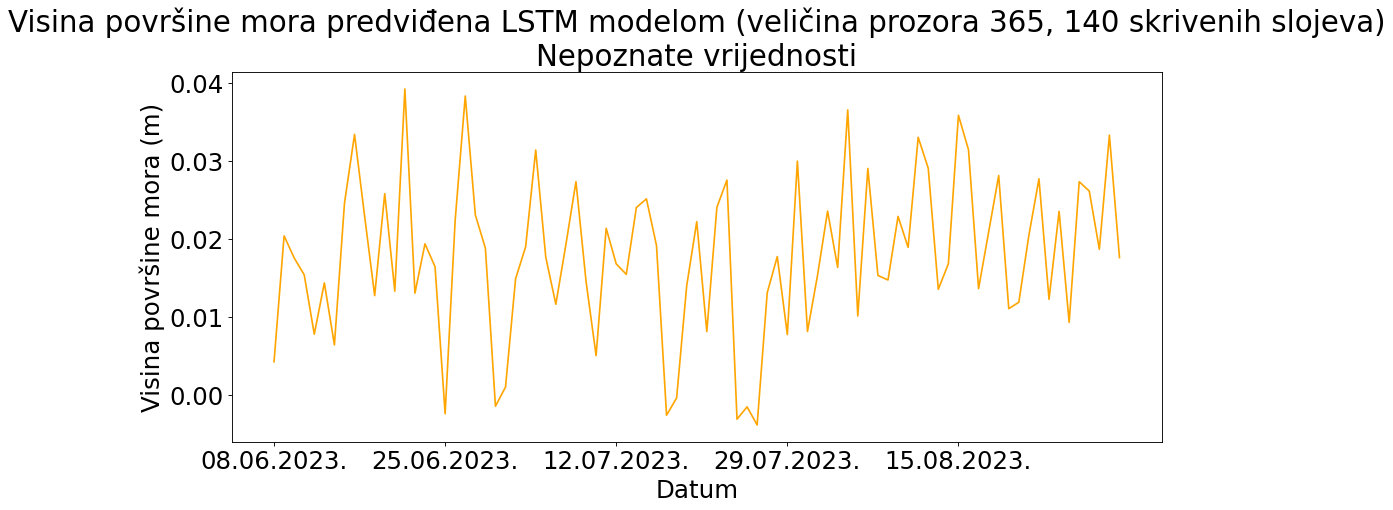 Visina površine mora predviđena LSTM modelom (veličina prozora 365, 140 skrivenih slojeva)
Nepoznate vrijednosti
Visina površine mora (m)
0.04
0.03
0.02
0.01
0.00
08.06.2023. 25.06.2023. 12.07.2023. 29.07.2023. 15.08.2023.
Datum